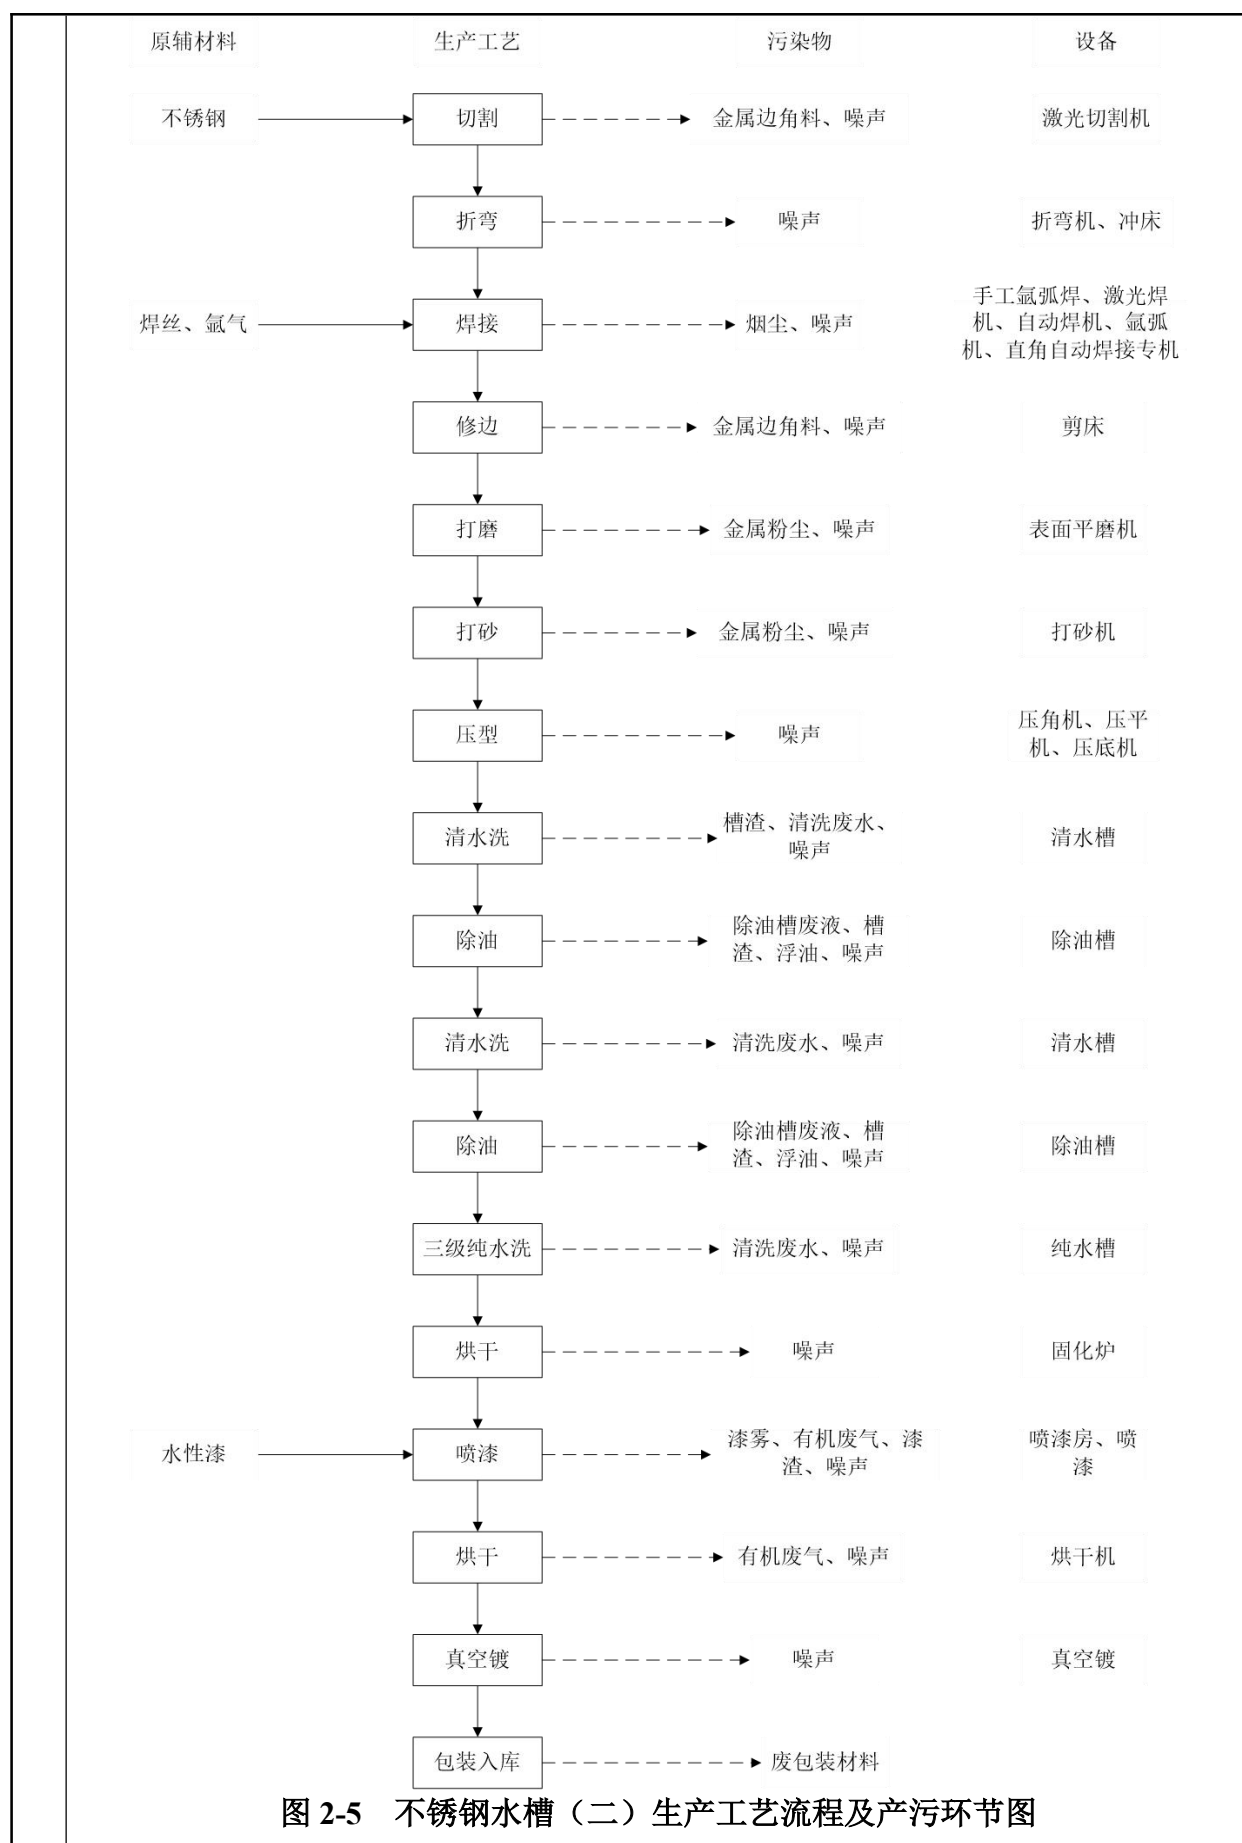 原辅材料 生产工艺 污染物 设备
不锈钢 切割 金属边角料、噪声 激光切割机
折弯 噪声 折弯机、冲床
焊丝、氩气 焊接 烟尘、噪声 手工氩弧焊、激光焊
机、自动焊机、氩弧
机、直角自动焊接专机
修边 金属边角料、噪声 剪床
打磨 金属粉尘、噪声 表面平磨机
打砂 金属粉尘、噪声 打砂机
压型 噪声 压角机、压平
机、压底机
清水洗 槽渣、清洗废水、
噪声 清水槽
除油 除油槽废液、槽
渣、浮油、噪声 除油槽
清水洗 清洗废水、噪声 清水槽
除油 除油槽废液、槽
渣、浮油、噪声 除油槽
三级纯水洗 清洗废水、噪声 纯水槽
烘干 噪声 固化炉
水性漆 喷漆 漆雾、有机废气、漆
渣、噪声 喷漆房、喷
漆
烘干 有机废气、噪声 烘干机
真空镀 噪声 真空镀
包装入库 废包装材料
图 2-5 不锈钢水槽（二）生产工艺流程及产污环节图